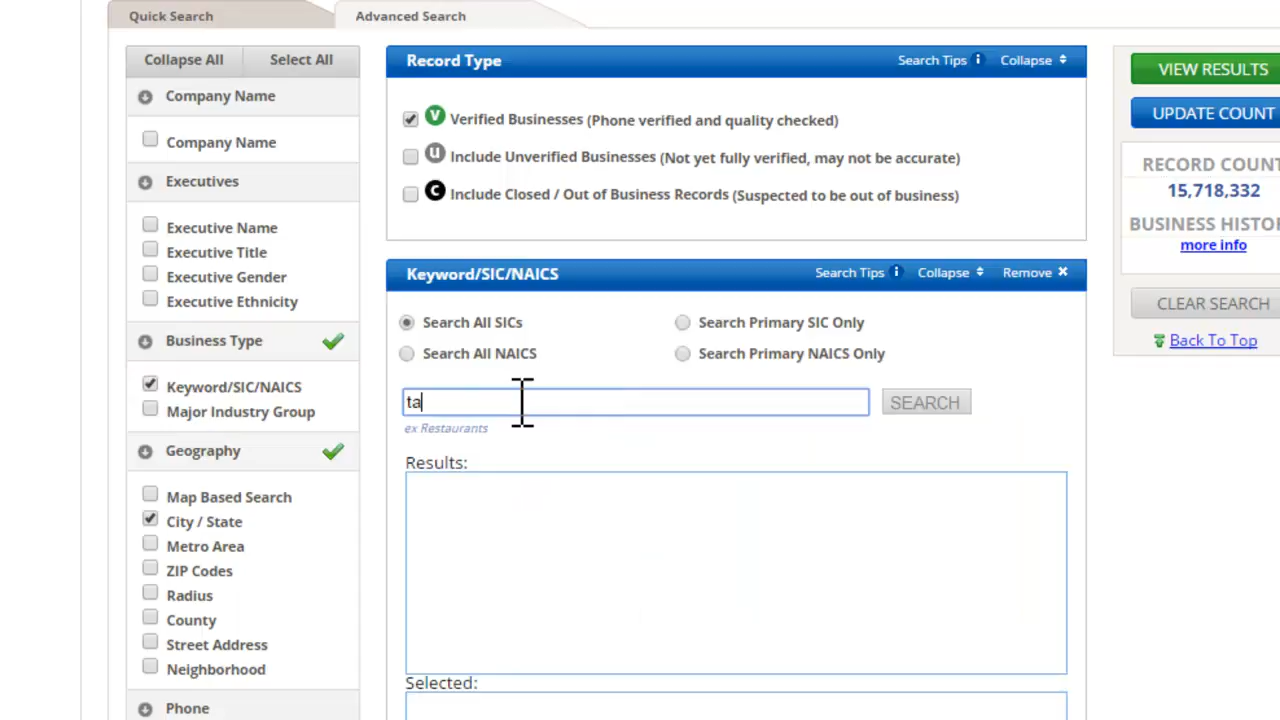 Quick Search
Advanced Search
Collapse All
Select All
Company Name
Company Name
Executives
Executive Name
Executive Title
Executive Gender
Executive Ethnicity
Business Type
Keyword/SIC/NAICS
Major Industry Group
Geography
Map Based Search
City / State
Metro Area
ZIP Codes
Radius
County
Street Address
Neighborhood
Phone
Record Type
Search Tips i
Collapse
V Verified Businesses (Phone verified and quality checked)
U Include Unverified Businesses (Not yet fully verified, may not be accurate)
C Include Closed / Out of Business Records (Suspected to be out of business)
Keyword/SIC/NAICS
Search Tips i
Collapse
Remove
Search All SICs
Search Primary SIC Only
Search All NAICS
Search Primary NAICS Only
ta
SEARCH
ex Restaurants
Results:
Selected:
VIEW RESULTS
UPDATE COUNT
RECORD COUNT
15,718,332
BUSINESS HISTO
more info
CLEAR SEARCH
Back To Top